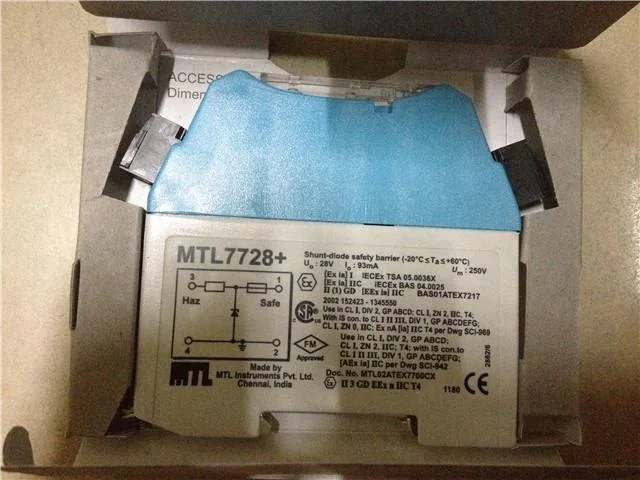 ACCESS
Dimen
MTL7728+
Shunt-diode safety barrier (-20°C ≤Ta≤+60°C)
Uo: 28V Io: 93mA Um: 250V
[Ex ia] I IECEx TSA 05.0036X
[Ex ia] IIC IECEx BAS 04.0025
II (1) GD [EEx ia] IIC BAS01ATEX7217
2002 152423 - 1345550
Use in CL I, DIV 2, GP ABCD; CL I, ZN 2, IIC, T4;
With IS con. to CL I II III, DIV 1, GP ABCDEFG;
CL I, ZN 0, IIC; Ex nA [ia] IIC T4 per Dwg SCI-969
Use in CL I, DIV 2, GP ABCD;
CL I, ZN 2, IIC; T4; with IS con.to
CL I II III, DIV 1, GP ABCDEFG;
[AEx ia] IIC per Dwg SCI-942
Doc. No. MTL02ATEX7700CX
II 3 GD EEx n IIC T4
1180 CE
3 1
Haz Safe
4 2
Ex
SA
FM
Approved
MTL
Made by
MTL Instruments Pvt. Ltd.
Chennai, India
2882/6